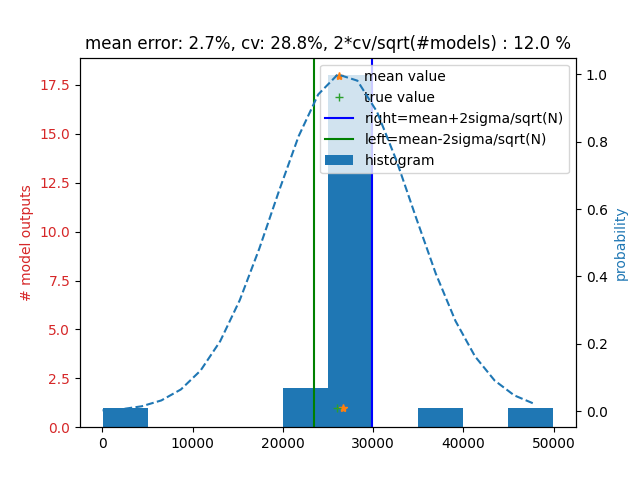 mean error: 2.7%, cv: 28.8%, 2*cv/sqrt(#models) : 12.0 %
17.5
15.0
12.5
10.0
7.5
5.0
2.5
0.0
# model outputs
mean value
true value
right=mean+2sigma/sqrt(N)
left=mean-2sigma/sqrt(N)
histogram
1.0
0.8
0.6
0.4
0.2
0.0
probability
0 10000 20000 30000 40000 50000